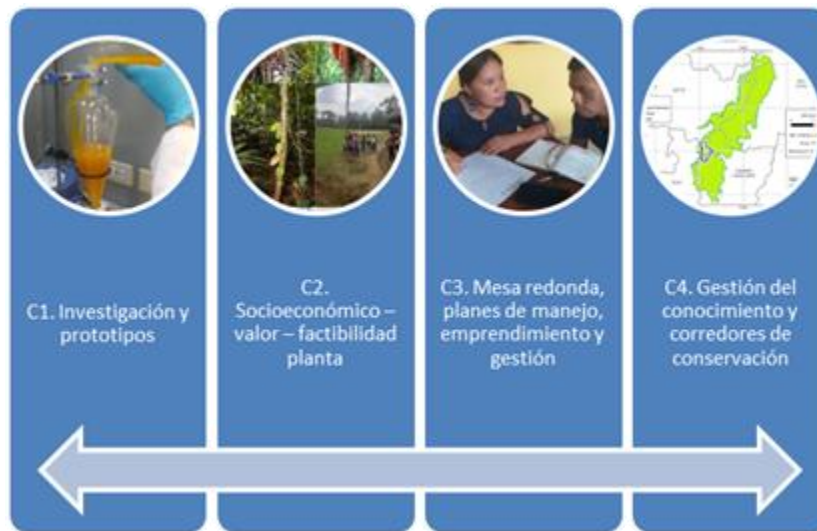 C1. Investigación y
prototipos
C2.
Socioeconómico –
valor – factibilidad
planta
C3. Mesa redonda,
planes de manejo,
emprendimiento y
gestión
C4. Gestión del
conocimiento y
corredores de
conservación